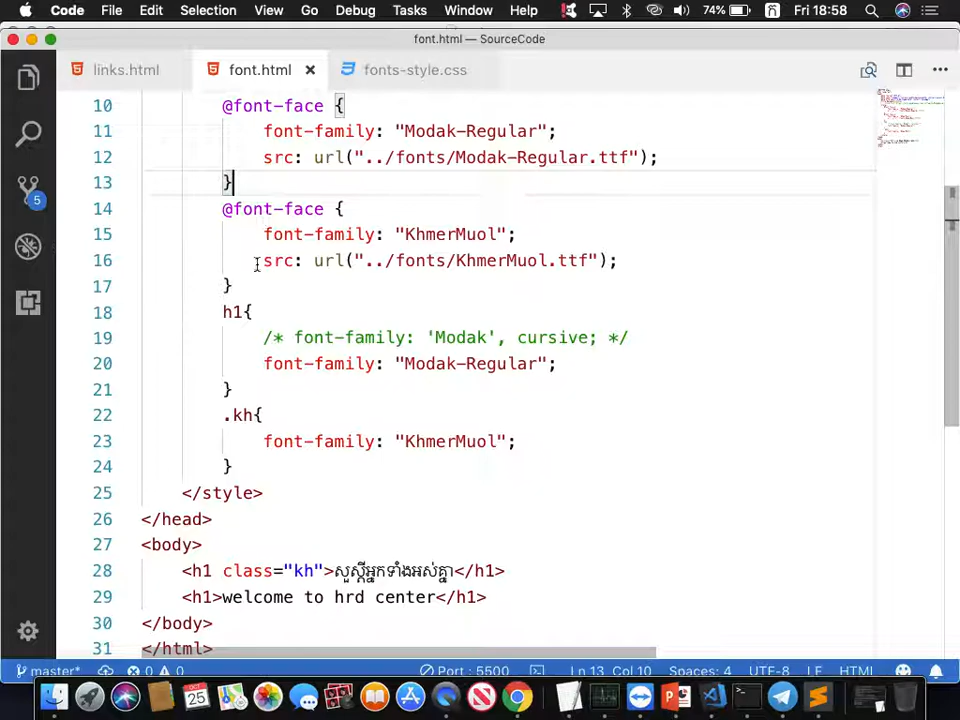 Code File Edit Selection View Go Debug Tasks Window Help 74% Fri 18:58
font.html — SourceCode
links.html font.html fonts-style.css
10 @font-face {
11 font-family: "Modak-Regular";
12 src: url("../fonts/Modak-Regular.ttf");
13 }
14 @font-face {
15 font-family: "KhmerMuol";
16 src: url("../fonts/KhmerMuol.ttf");
17 }
18 h1{
19 /* font-family: 'Modak', cursive; */
20 font-family: "Modak-Regular";
21 }
22 .kh{
23 font-family: "KhmerMuol";
24 }
25 </style>
26 </head>
27 <body>
28 <h1 class="kh">សួស្តីអ្នកទាំងអស់គ្នា</h1>
29 <h1>welcome to hrd center</h1>
30 </body>
31 </html>
5
master* 0 0 Port : 5500 Ln 13, Col 10 Spaces: 4 UTF-8 LF HTML
25